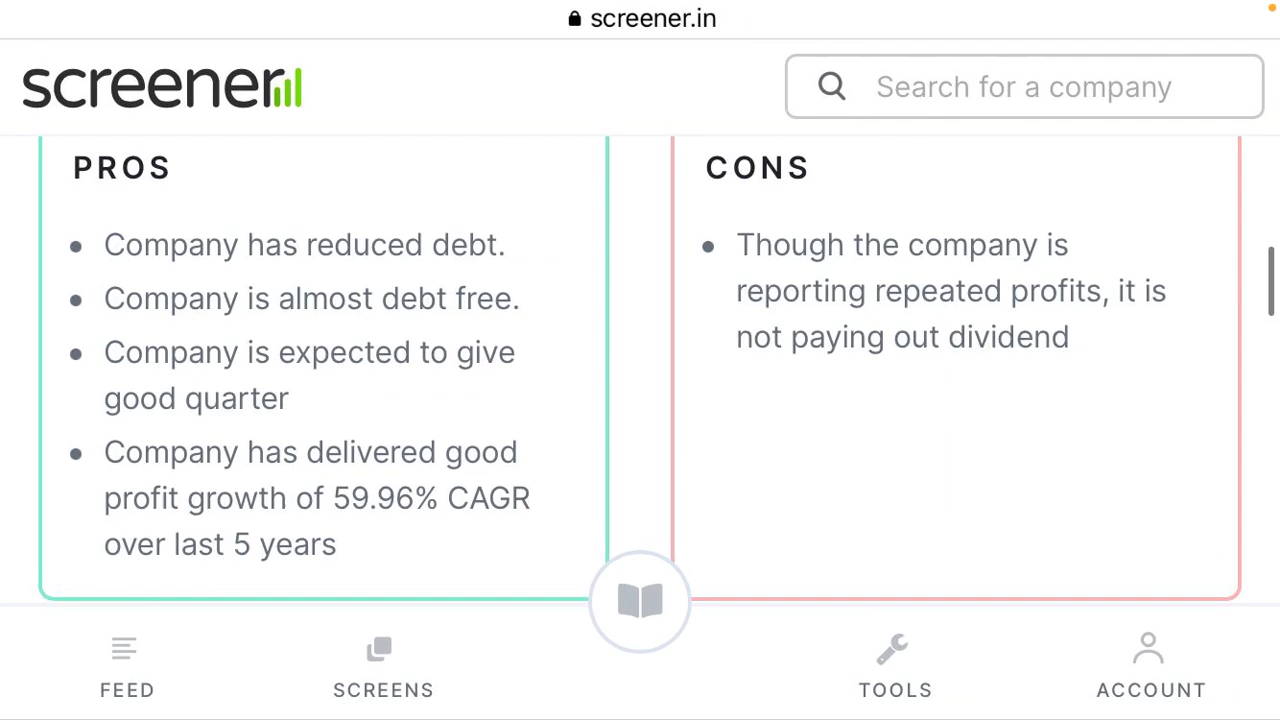 screener.in
screener
Search for a company
PROS
Company has reduced debt.
Company is almost debt free.
Company is expected to give
good quarter
Company has delivered good
profit growth of 59.96% CAGR
over last 5 years
CONS
Though the company is
reporting repeated profits, it is
not paying out dividend
FEED
SCREENS
TOOLS
ACCOUNT